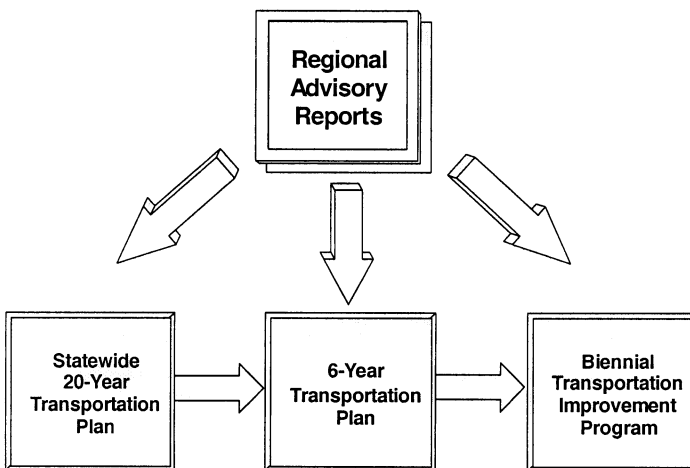 Regional
Advisory
Reports
Statewide
20-Year
Transportation
Plan
6-Year
Transportation
Plan
Biennial
Transportation
Improvement
Program